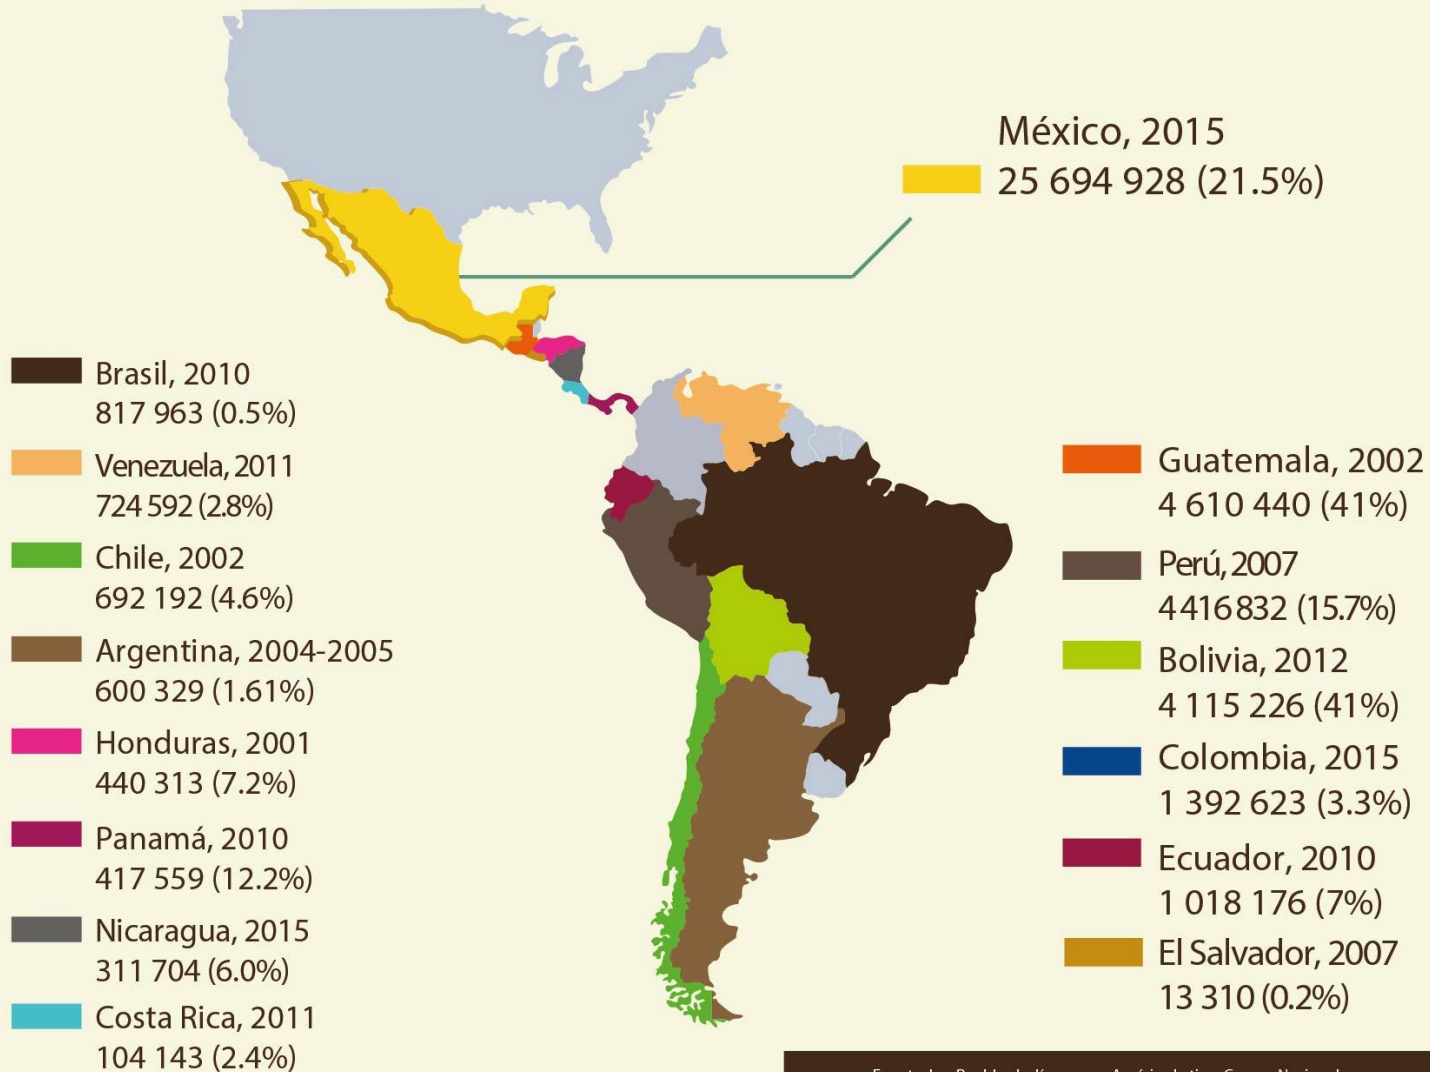 México, 2015
25 694 928 (21.5%)
Brasil, 2010
817 963 (0.5%)
Venezuela, 2011
724 592 (2.8%)
Chile, 2002
692 192 (4.6%)
Argentina, 2004-2005
600 329 (1.61%)
Honduras, 2001
440 313 (7.2%)
Panamá, 2010
417 559 (12.2%)
Nicaragua, 2015
311 704 (6.0%)
Costa Rica, 2011
104 143 (2.4%)
Guatemala, 2002
4 610 440 (41%)
Perú, 2007
4 416 832 (15.7%)
Bolivia, 2012
4 115 226 (41%)
Colombia, 2015
1 392 623 (3.3%)
Ecuador, 2010
1 018 176 (7%)
El Salvador, 2007
13 310 (0.2%)